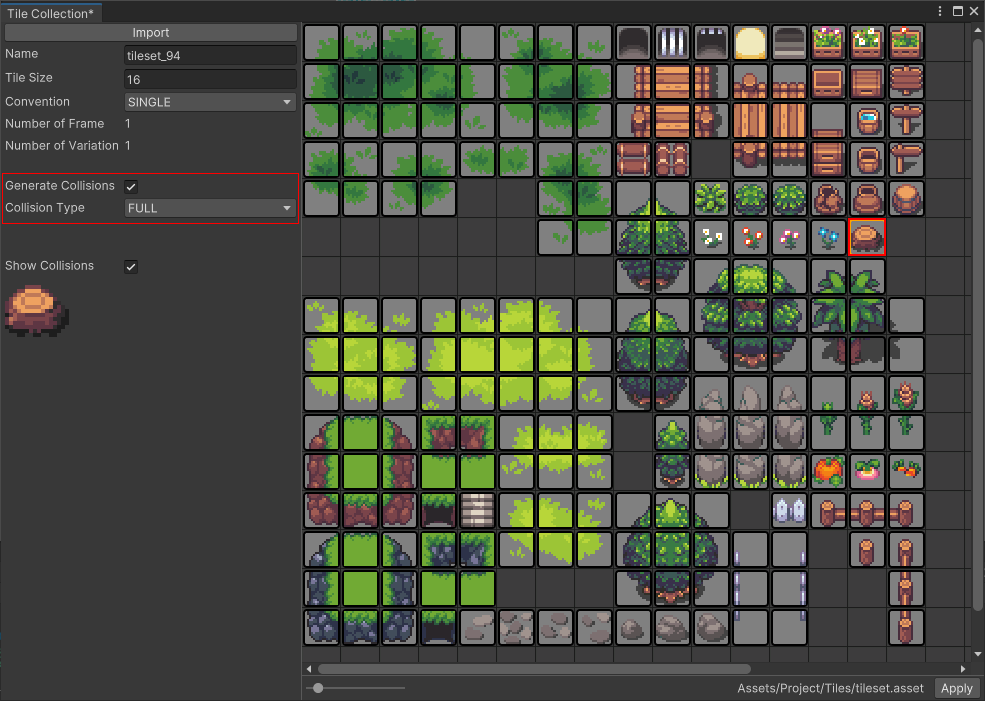 Tile Collection*
Import
Name tileset_94
Tile Size 16
Convention SINGLE
Number of Frame 1
Number of Variation 1
Generate Collisions
Collision Type FULL
Show Collisions
Assets/Project/Tiles/tileset.asset Apply